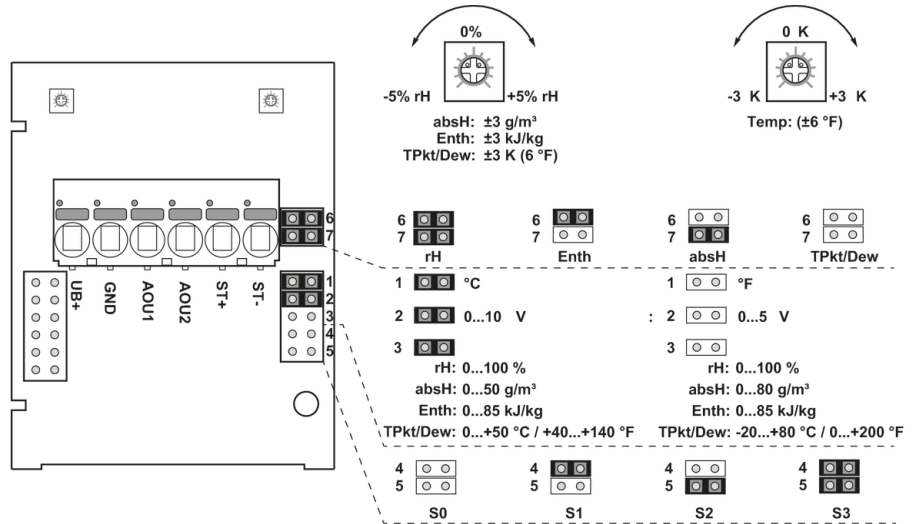 0%
0 K
-5% rH
+5% rH
-3 K
+3 K
absH: ±3 g/m³
Enth: ±3 kJ/kg
TPkt/Dew: ±3 K (6 °F)
Temp: (±6 °F)
6
7
6
7
rH
6
7
Enth
6
7
absH
6
7
TPkt/Dew
UB+
GND
AOU1
AOU2
ST+
ST-
1
2
3
4
5
1 °C
1 °F
2 0...10 V
: 2 0...5 V
3
3
rH: 0...100 %
absH: 0...50 g/m³
Enth: 0...85 kJ/kg
TPkt/Dew: 0...+50 °C / +40...+140 °F
rH: 0...100 %
absH: 0...80 g/m³
Enth: 0...85 kJ/kg
TPkt/Dew: -20...+80 °C / 0...+200 °F
4
5
S0
4
5
S1
4
5
S2
4
5
S3